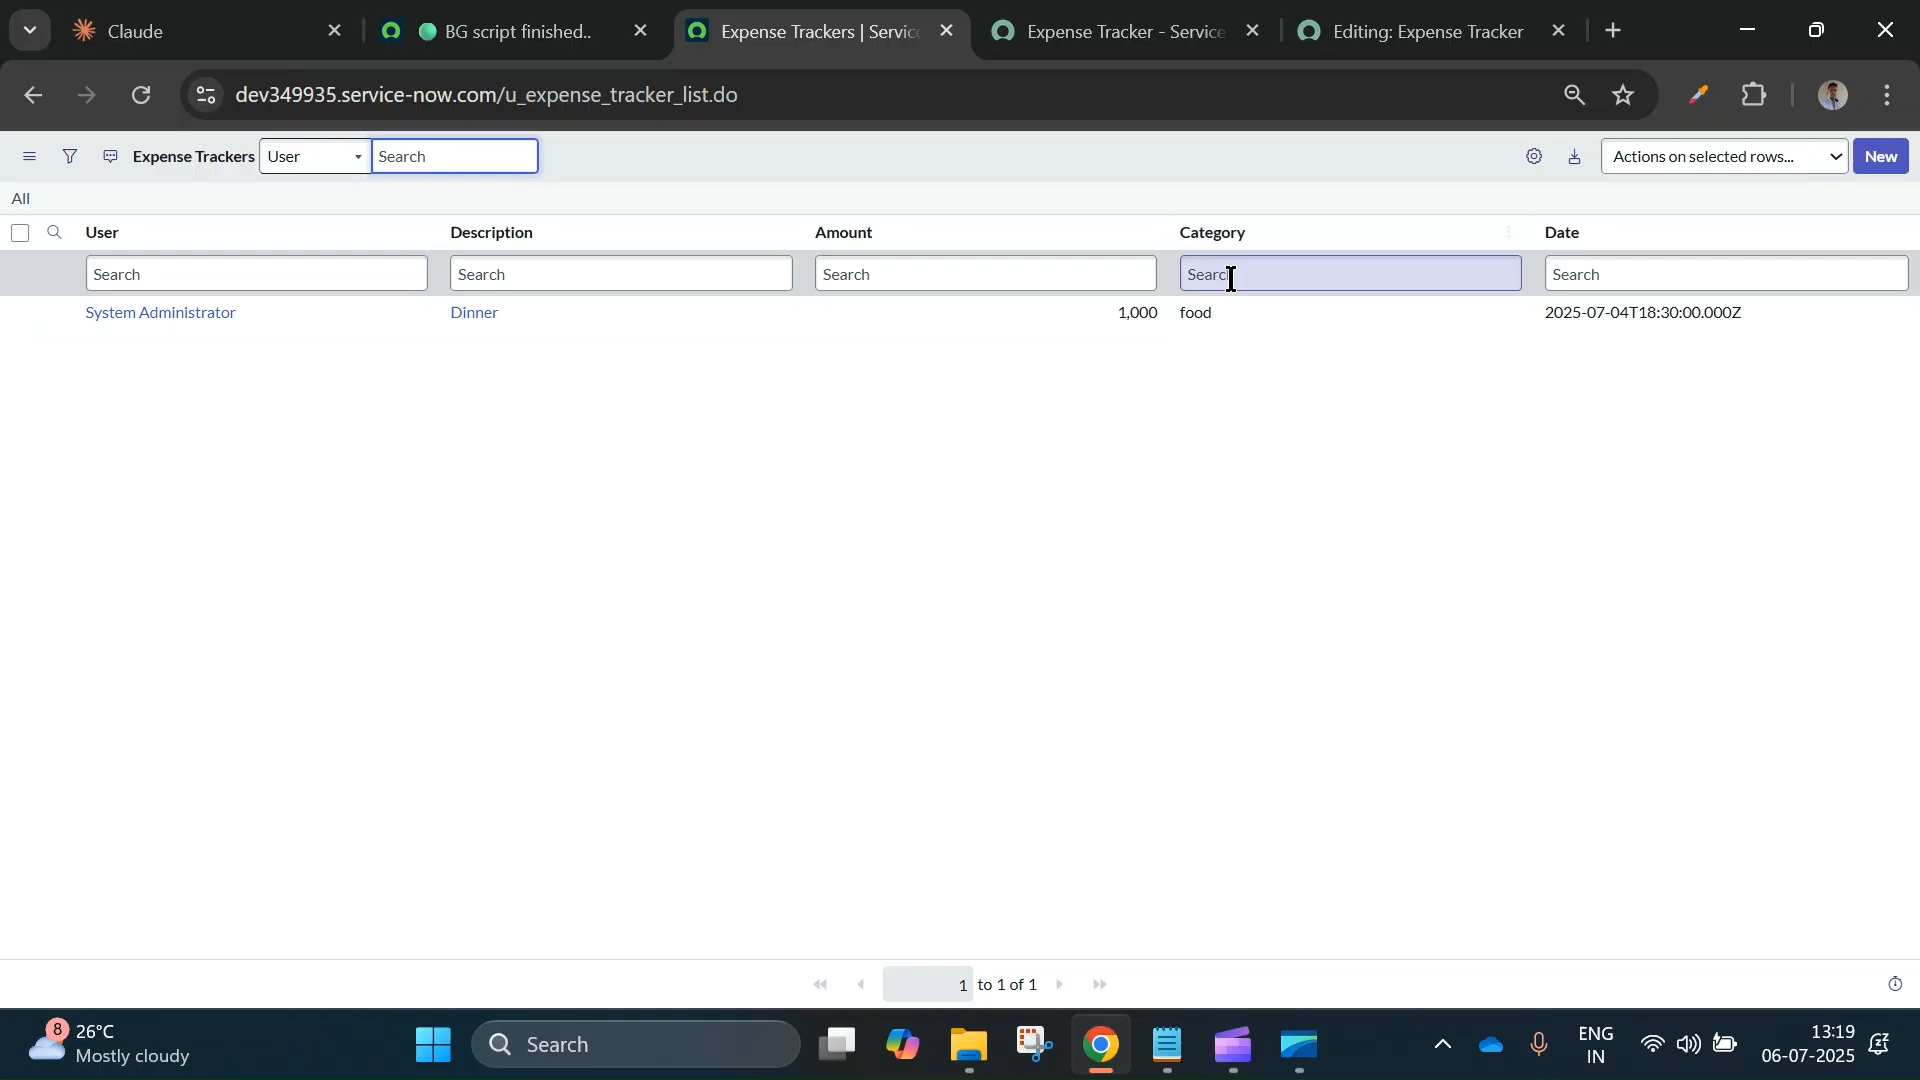 Claude
BG script finished..
Expense Trackers | Servic
Expense Tracker - Service
Editing: Expense Tracker
dev349935.service-now.com/u_expense_tracker_list.do
Expense Trackers User Search Actions on selected rows... New
All
User Description Amount Category Date
Search Search Search Search Search
System Administrator Dinner 1,000 food 2025-07-04T18:30:00.000Z
1 to 1 of 1
8 26°C
Mostly cloudy
Search
ENG
IN
13:19
06-07-2025